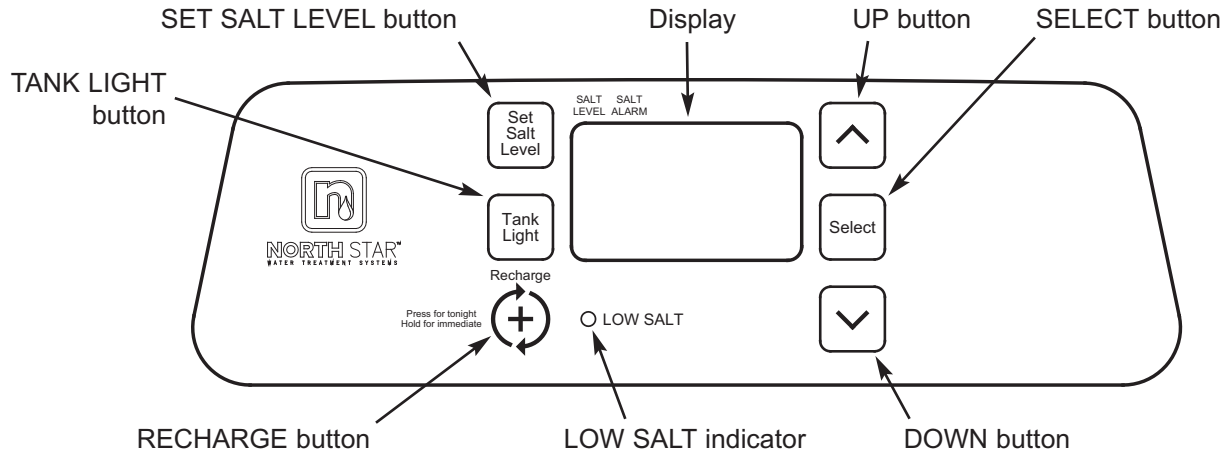 SET SALT LEVEL button
Display
UP button
SELECT button
TANK LIGHT
button
SALT
LEVEL
SALT
ALARM
Set
Salt
Level
Tank
Light
Select
NORTH STAR™
WATER TREATMENT SYSTEMS
Recharge
Press for tonight
Hold for immediate
LOW SALT
RECHARGE button
LOW SALT indicator
DOWN button